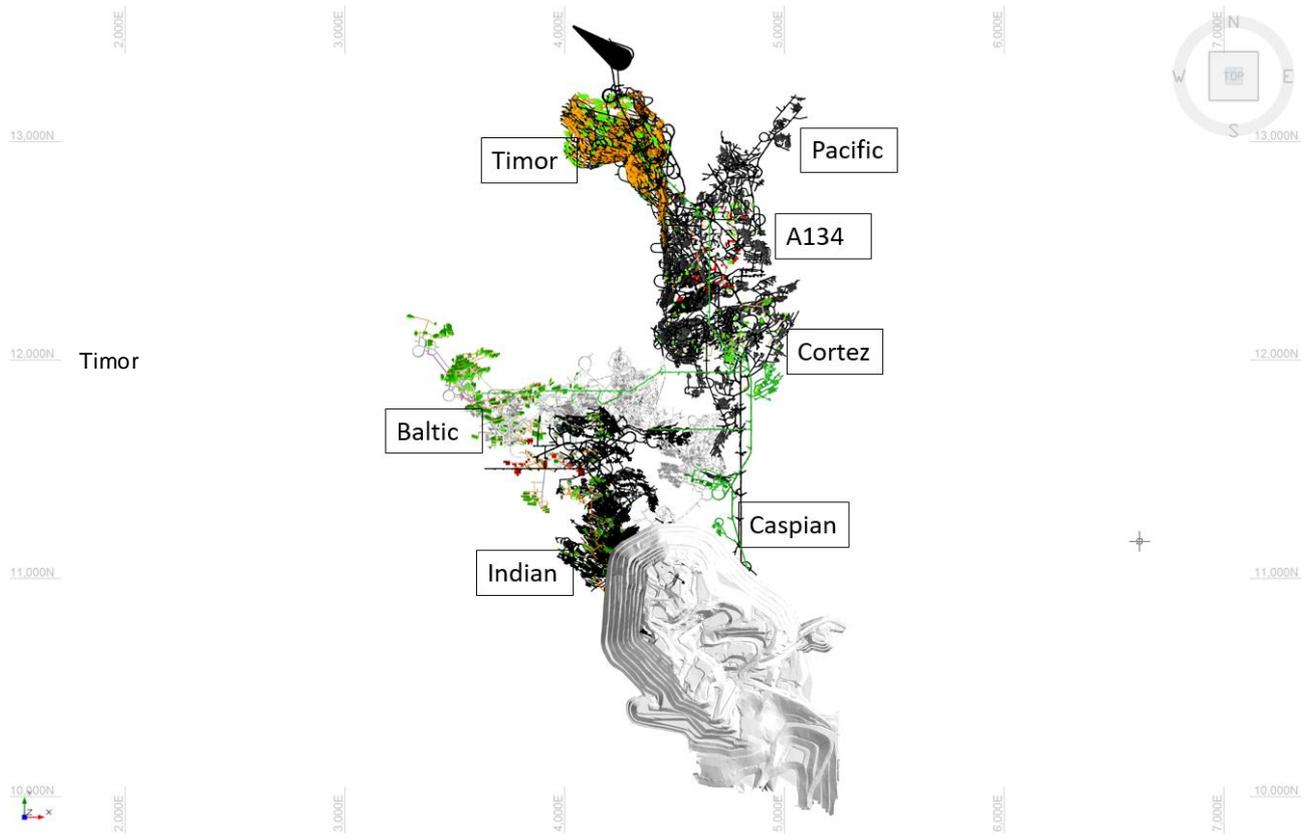 2,000E
3,000E
4,000E
5,000E
6,000E
7,000E
N
W
TOP
E
S
13,000N
13,000N
Timor
Pacific
A134
12,000N
12,000N
Timor
Cortez
Baltic
Caspian
11,000N
11,000N
Indian
10,000N
10,000N
Z
X
2,000E
3,000E
4,000E
5,000E
6,000E
7,000E